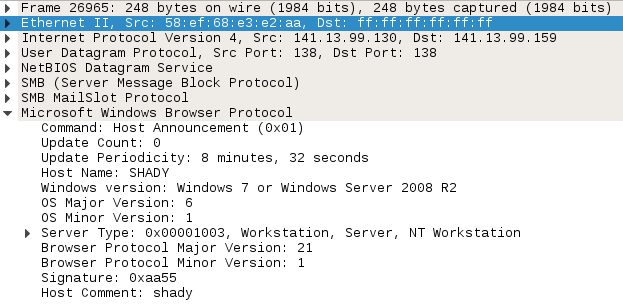 Frame 26965: 248 bytes on wire (1984 bits), 248 bytes captured (1984 bits)
Ethernet II, Src: 58:ef:68:e3:e2:aa, Dst: ff:ff:ff:ff:ff:ff
Internet Protocol Version 4, Src: 141.13.99.130, Dst: 141.13.99.159
User Datagram Protocol, Src Port: 138, Dst Port: 138
NetBIOS Datagram Service
SMB (Server Message Block Protocol)
SMB MailSlot Protocol
Microsoft Windows Browser Protocol
Command: Host Announcement (0x01)
Update Count: 0
Update Periodicity: 8 minutes, 32 seconds
Host Name: SHADY
Windows version: Windows 7 or Windows Server 2008 R2
OS Major Version: 6
OS Minor Version: 1
Server Type: 0x00001003, Workstation, Server, NT Workstation
Browser Protocol Major Version: 21
Browser Protocol Minor Version: 1
Signature: 0xaa55
Host Comment: shady